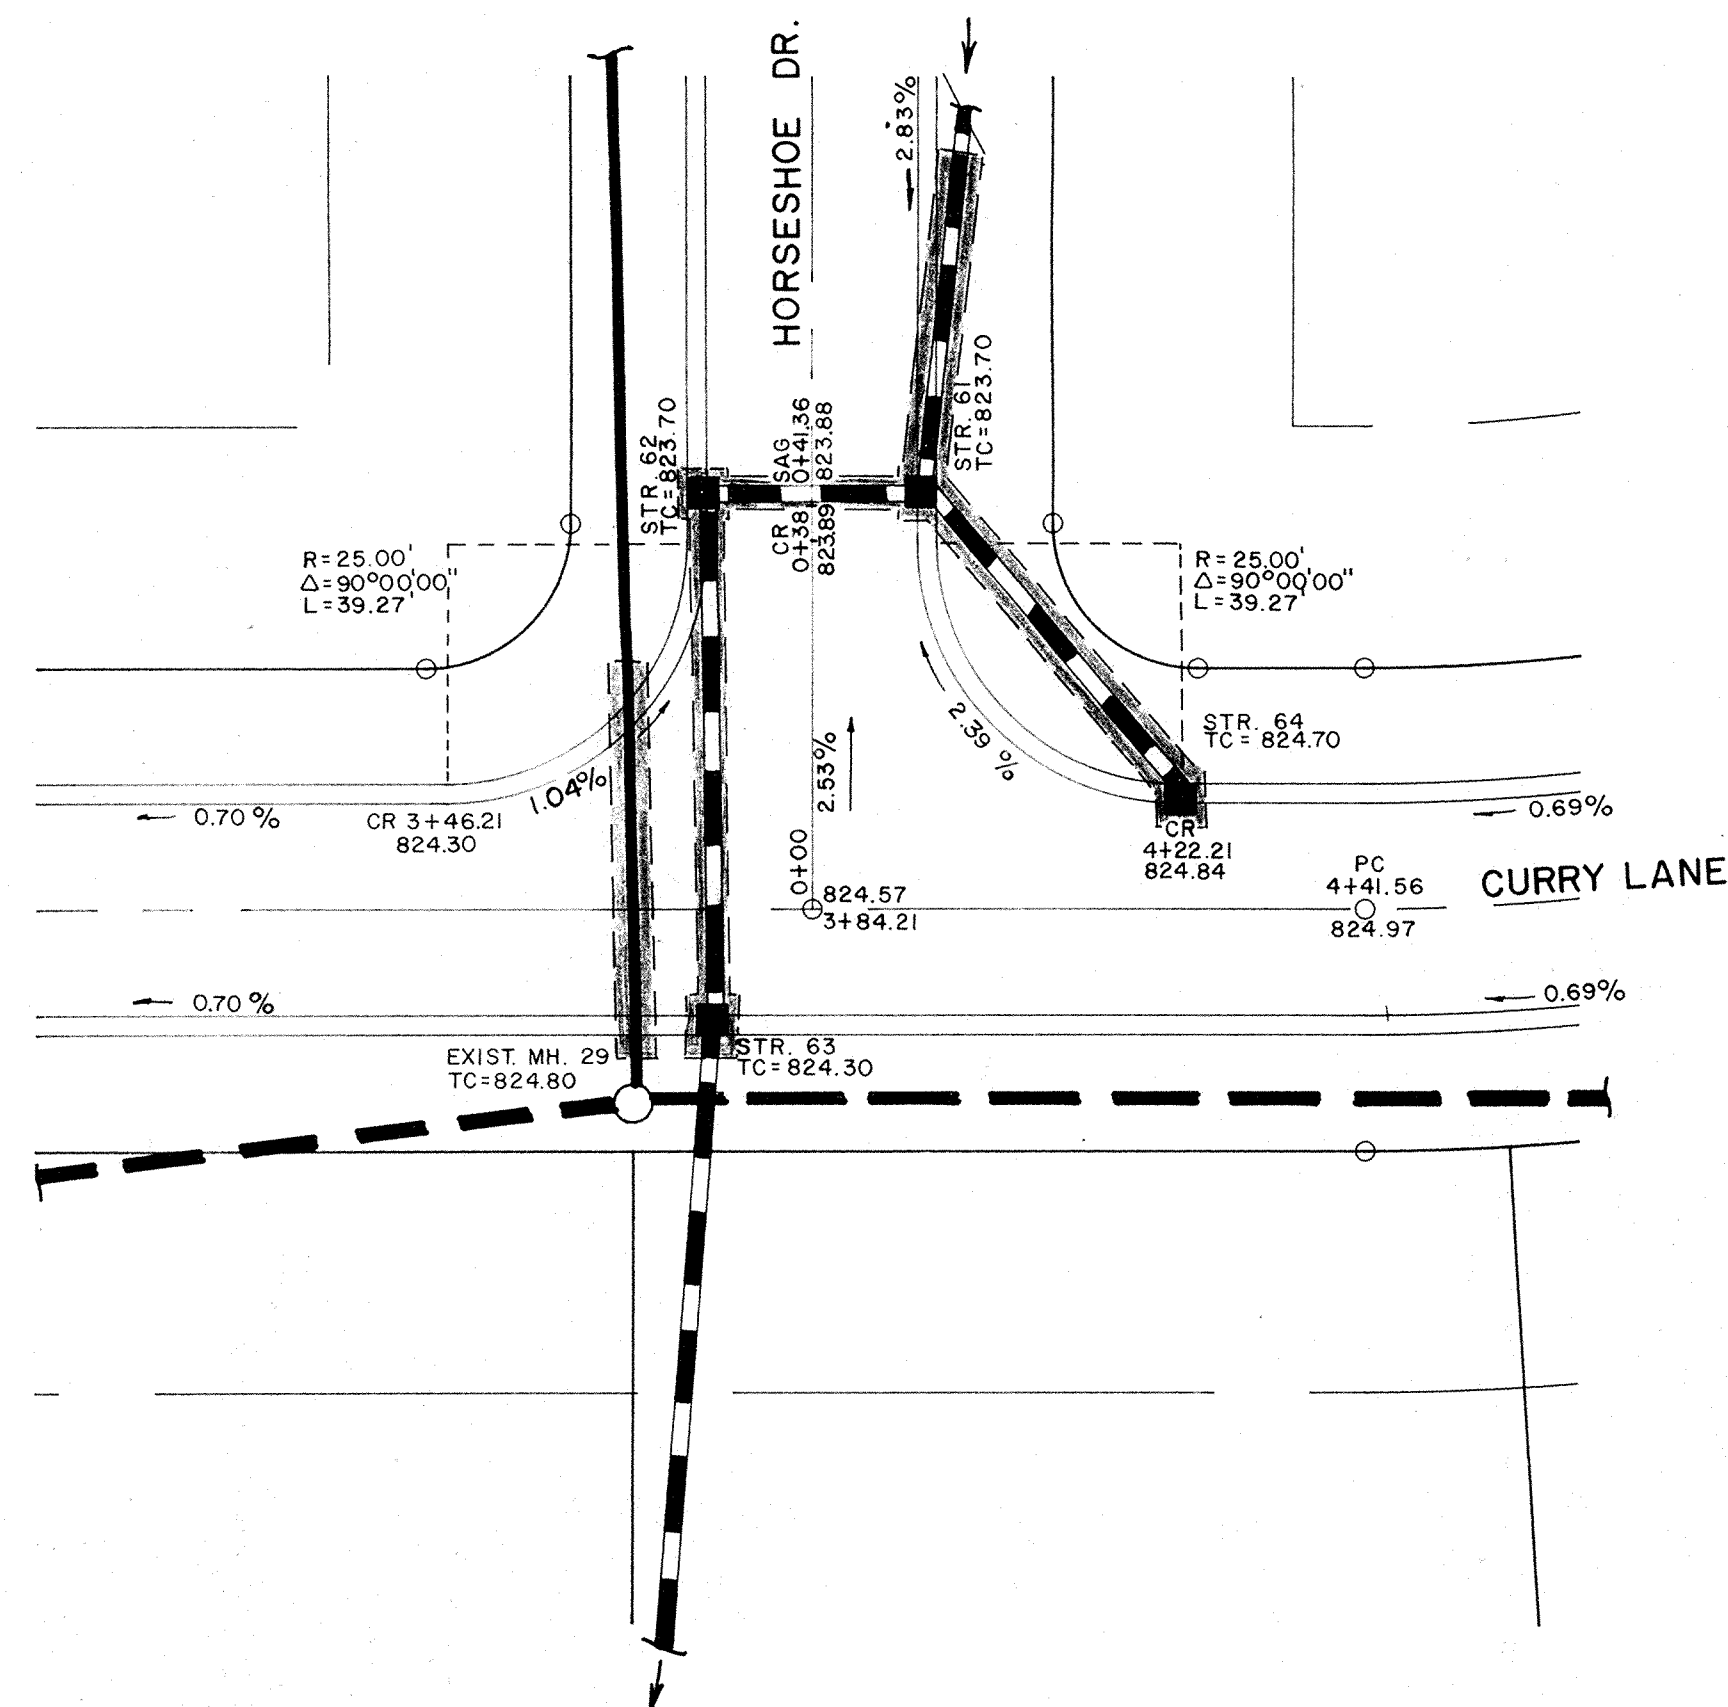 HORSESHOE DR.
2.83%
STR. 62
TC=823.70
CR SAG
0+38 0+41.36
823.89 823.88
STR. 61
TC=823.70
R=25.00'
Δ=90°00'00"
L=39.27'
R=25.00'
Δ=90°00'00"
L=39.27'
STR. 64
TC= 824.70
2.39 %
2.53%
1.04%
0.70 %
CR 3+46.21
824.30
0.69%
CR
4+22.21
824.84
0+00
PC
4+41.56
824.97
CURRY LANE
824.57
3+84.21
0.70 %
0.69%
EXIST. MH. 29
TC=824.80
STR. 63
TC=824.30